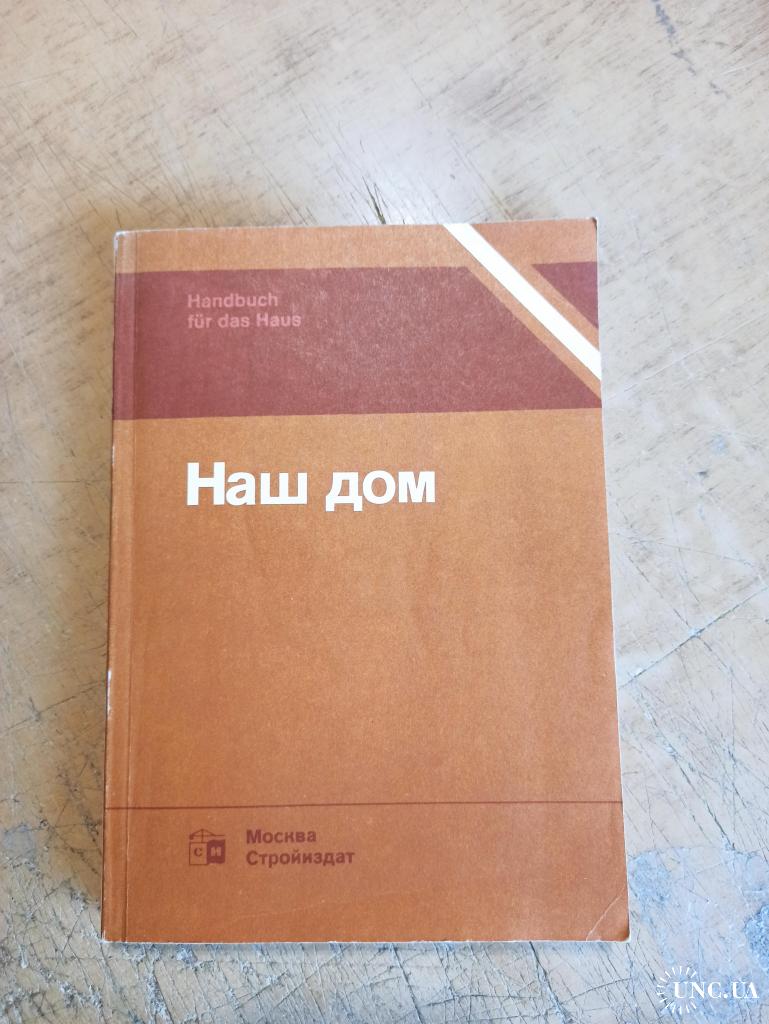 Handbuch
für das Haus
Наш дом
С И
Москва
Стройиздат
UNC.UA